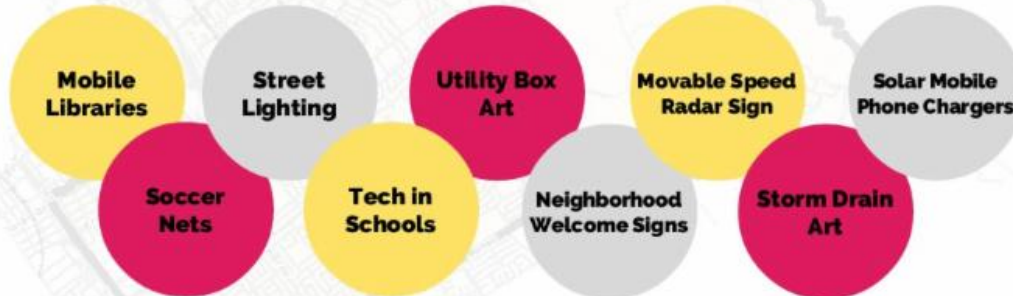 Mobile
Libraries
Street
Lighting
Utility Box
Art
Movable Speed
Radar Sign
Solar Mobile
Phone Chargers
Soccer
Nets
Tech in
Schools
Neighborhood
Welcome Signs
Storm Drain
Art